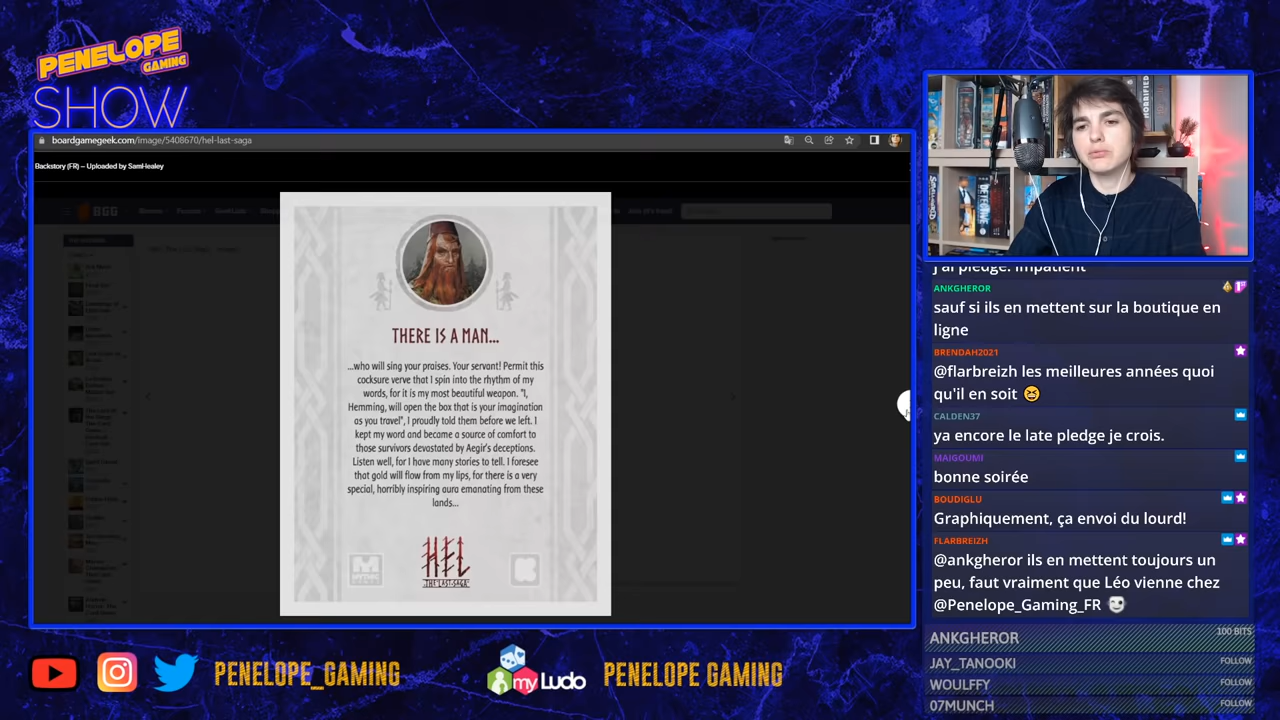 PENELOPE
GAMING
SHOW
boardgamegeek.com/image/5408670/hel-last-saga
Backstory (FR) – Uploaded by SamHealey
BGG
THERE IS A MAN...
...who will sing your praises. Your servant! Permit this
cocksure verve that I spin into the rhythm of my
words, for it is my most beautiful weapon. "I,
Hemming, will open the box that is your imagination
as you travel", I proudly told them before we left. I
kept my word and became a source of comfort to
those survivors devastated by Aegir's deceptions.
Listen well, for I have many stories to tell. I foresee
that gold will flow from my lips, for there is a very
special, horribly inspiring aura emanating from these
lands...
HEL
THE LAST SAGA
DETECTIVE
j'ai pledge. Impatient
ANKGHEROR
sauf si ils en mettent sur la boutique en
ligne
BRENDAH2021
@flarbreizh les meilleures années quoi
qu'il en soit 😆
CALDEN37
ya encore le late pledge je crois.
MAIGOUMI
bonne soirée
BOUDIGLU
Graphiquement, ça envoi du lourd!
FLARBREIZH
@ankgheror ils en mettent toujours un
peu, faut vraiment que Léo vienne chez
@Penelope_Gaming_FR
ANKGHEROR 100 BITS
JAY_TANOOKI FOLLOW
WOULFFY FOLLOW
07MUNCH FOLLOW
PENELOPE_GAMING
myLudo
PENELOPE GAMING